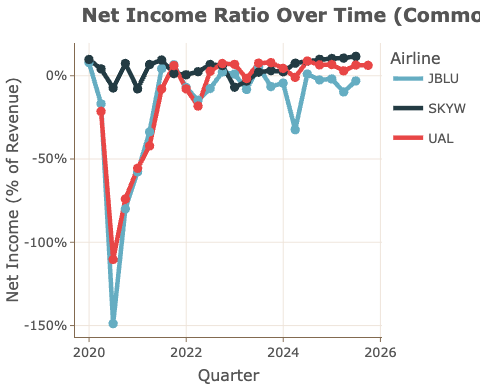 Net Income Ratio Over Time (Commo
Airline
JBLU
SKYW
UAL
Net Income (% of Revenue)
0%
-50%
-100%
-150%
2020
2022
2024
2026
Quarter